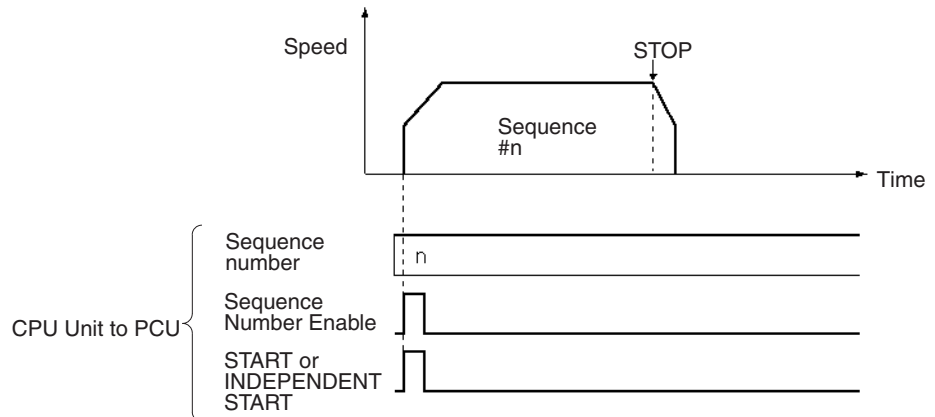 Speed
STOP
Sequence
#n
Time
Sequence
number
n
Sequence
Number Enable
CPU Unit to PCU
START or
INDEPENDENT
START